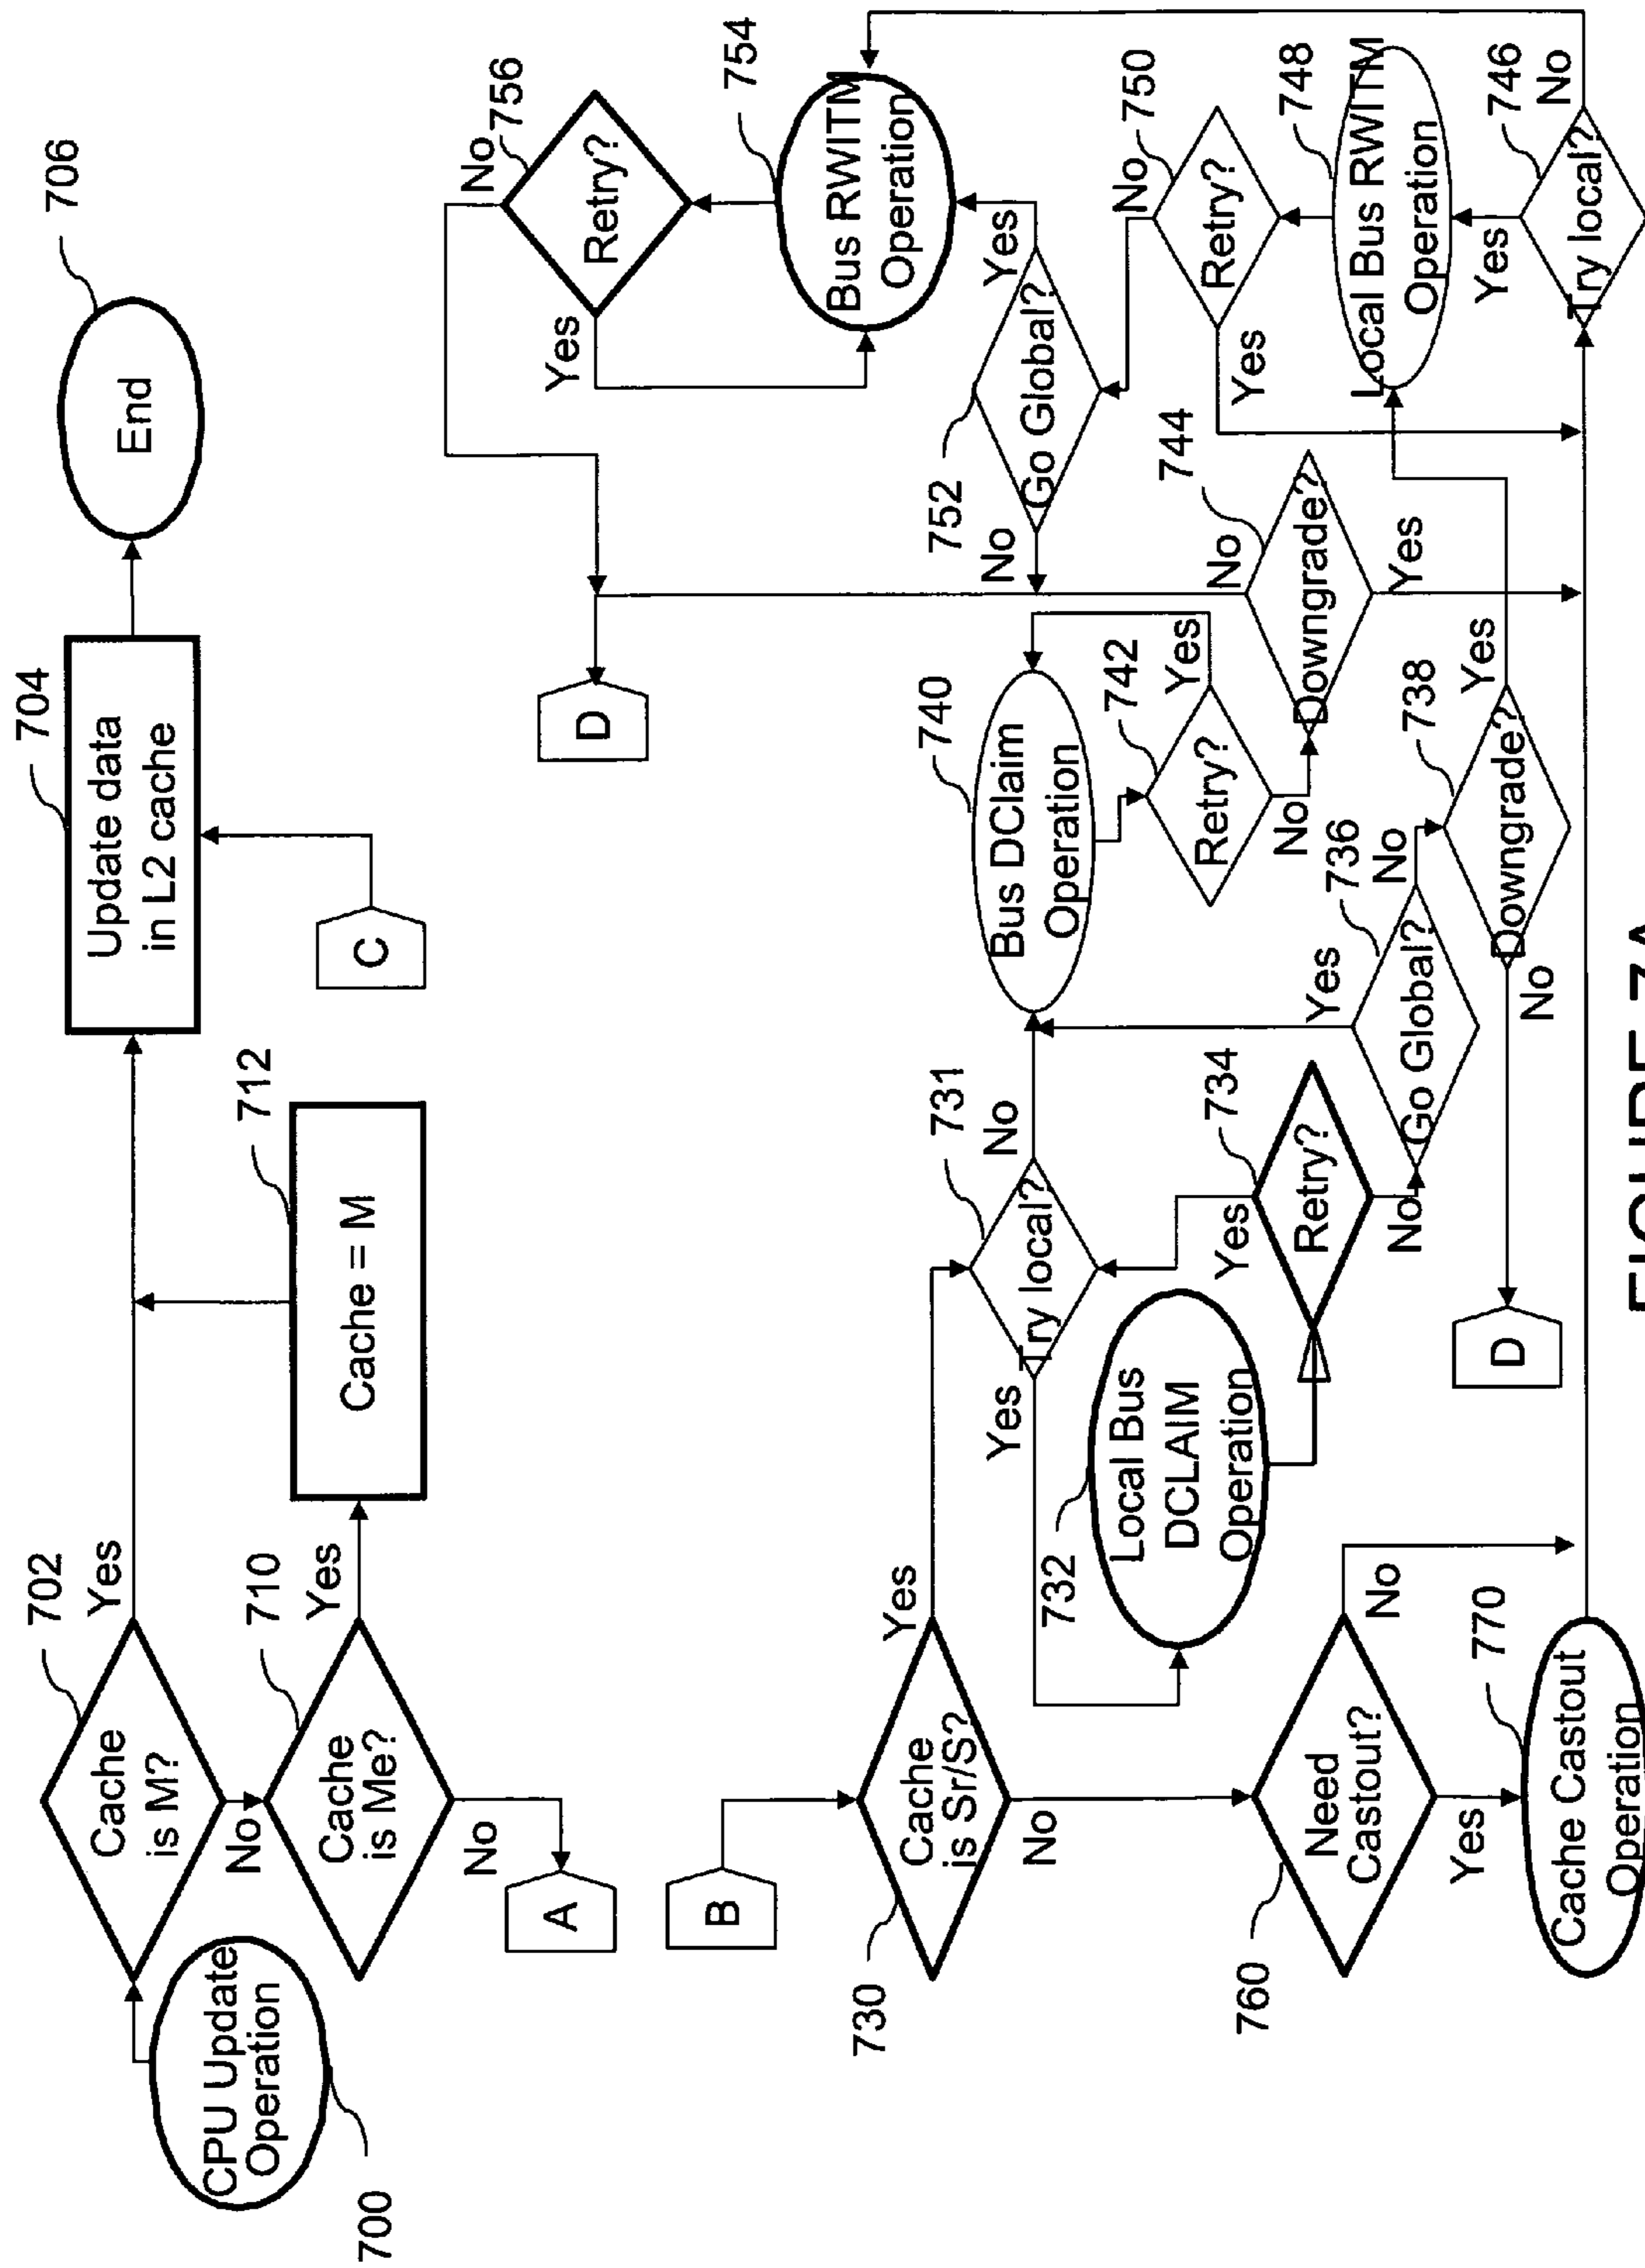 CPU Update
Operation
700
Cache
is M?
702
Yes
No
Update data
in L2 cache
704
End
706
Cache
is Me?
710
Yes
No
Cache = M
712
A
C
B
Cache
is Sr/S?
730
Yes
No
Try local?
731
Yes
No
Local Bus
DCLAIM
Operation
732
Retry?
734
Yes
No
Go Global?
736
Yes
No
Downgrade?
738
Yes
No
D
Bus DClaim
Operation
740
Retry?
742
Yes
No
Downgrade?
744
No
Yes
D
Need
Castout?
760
No
Yes
Cache Castout
Operation
770
Try local?
746
Yes
No
Local Bus RWITM
Operation
748
Retry?
750
Yes
No
Go Global?
752
No
Yes
Bus RWITM
Operation
754
Retry?
756
Yes
No
FIGURE 7A